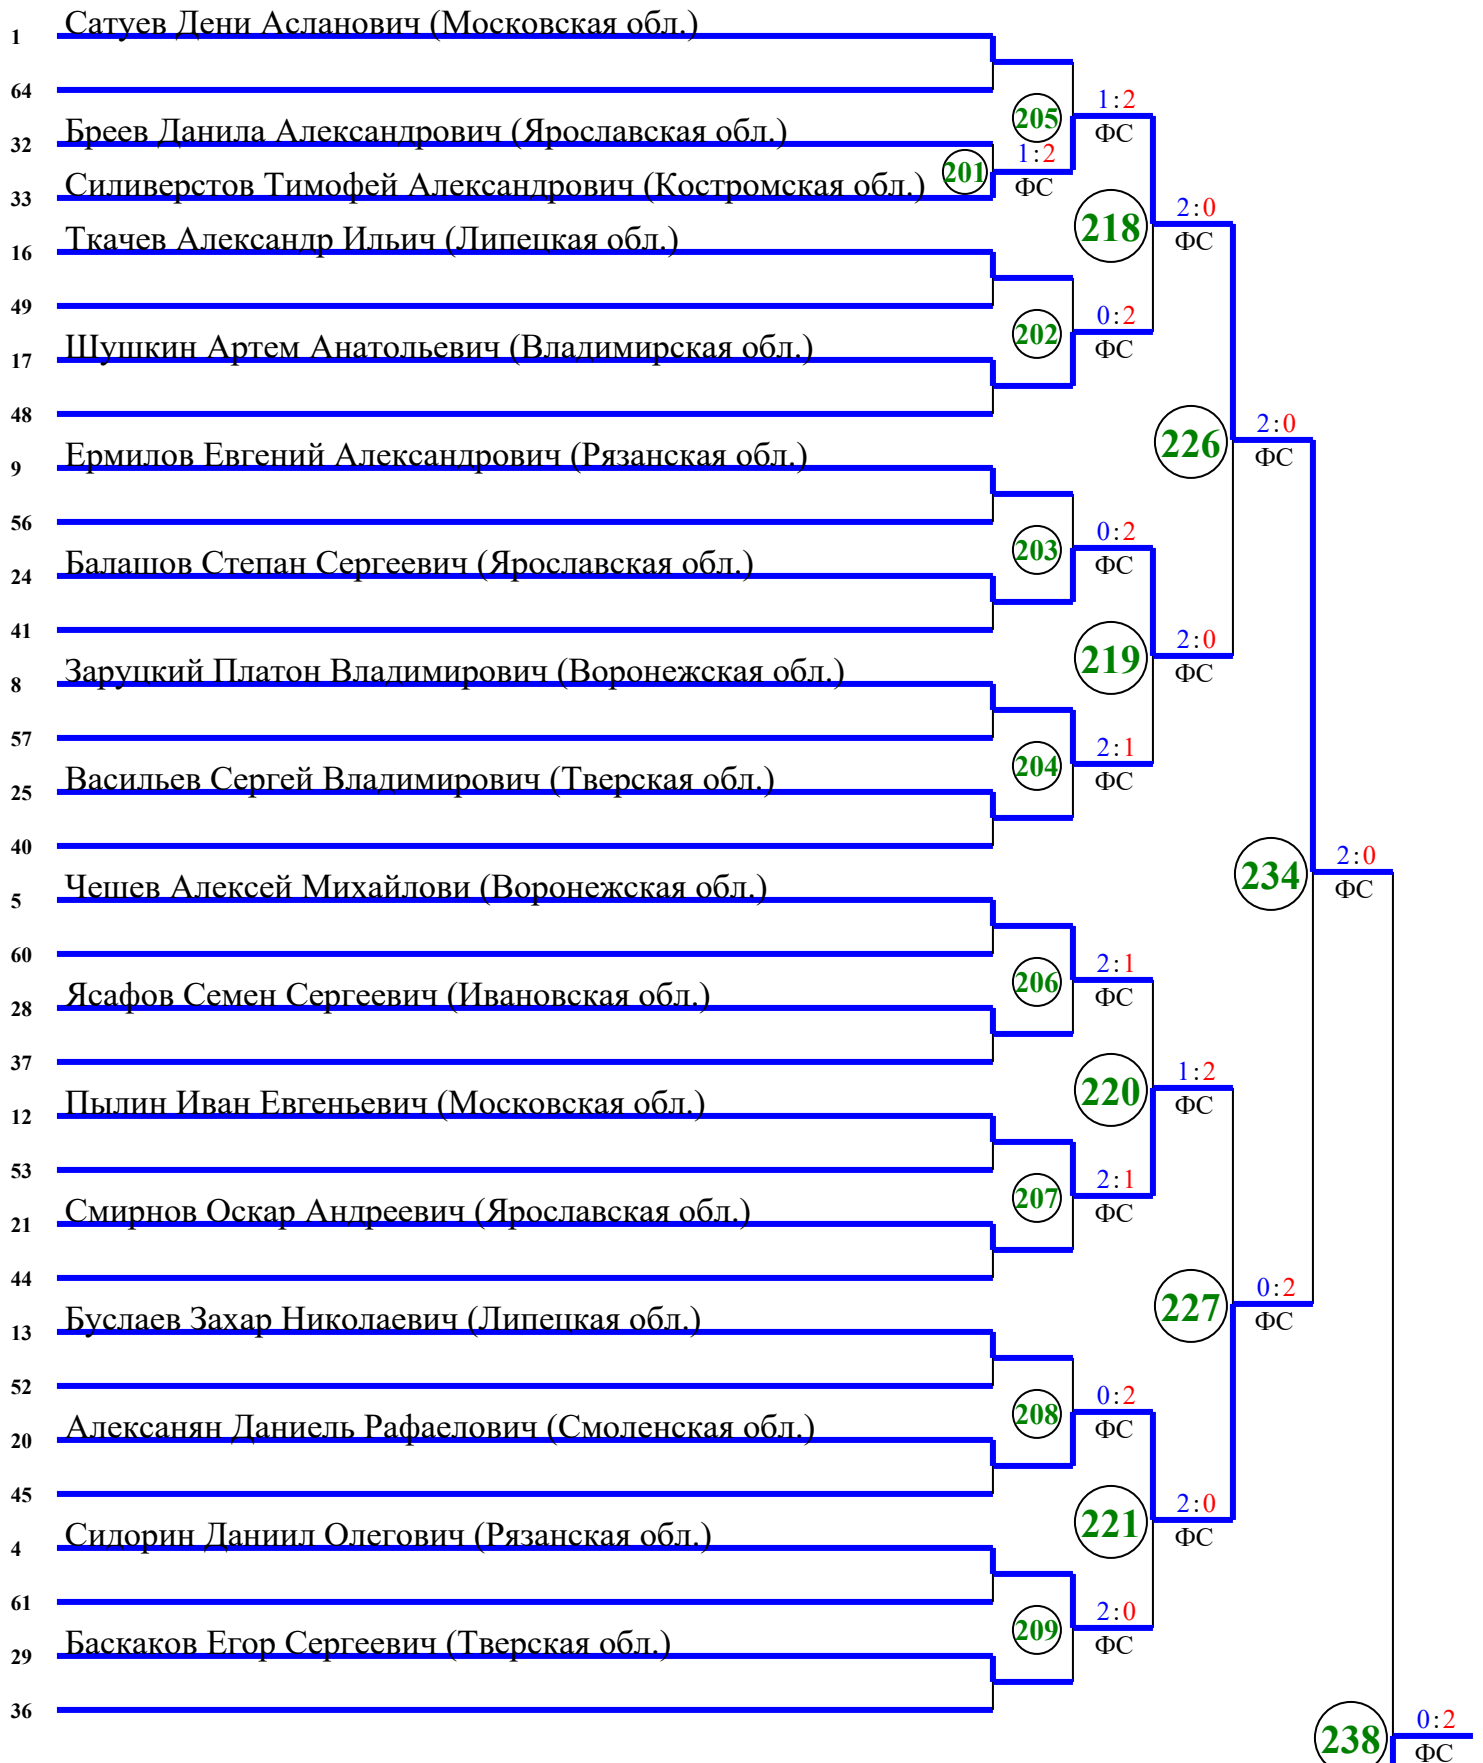 Сатуев Дени Асланович (Московская обл.)
1
64
1:2
205
ФС
Бреев Данила Александрович (Ярославская обл.)
32
1:2
201
ФС
Силиверстов Тимофей Александрович (Костромская обл.)
33
2:0
218
ФС
Ткачев Александр Ильич (Липецкая обл.)
16
49
0:2
202
ФС
Шушкин Артем Анатольевич (Владимирская обл.)
17
48
2:0
226
ФС
Ермилов Евгений Александрович (Рязанская обл.)
9
56
0:2
203
ФС
Балашов Степан Сергеевич (Ярославская обл.)
24
41
2:0
219
ФС
Заруцкий Платон Владимирович (Воронежская обл.)
8
57
2:1
204
ФС
Васильев Сергей Владимирович (Тверская обл.)
25
40
2:0
234
ФС
Чешев Алексей Михайлови (Воронежская обл.)
5
60
2:1
206
ФС
Ясафов Семен Сергеевич (Ивановская обл.)
28
37
1:2
220
ФС
Пылин Иван Евгеньевич (Московская обл.)
12
53
2:1
207
ФС
Смирнов Оскар Андреевич (Ярославская обл.)
21
44
0:2
227
ФС
Буслаев Захар Николаевич (Липецкая обл.)
13
52
0:2
208
ФС
Алексанян Даниель Рафаелович (Смоленская обл.)
20
45
2:0
221
ФС
Сидорин Даниил Олегович (Рязанская обл.)
4
61
2:0
209
ФС
Баскаков Егор Сергеевич (Тверская обл.)
29
36
0:2
238
ФС